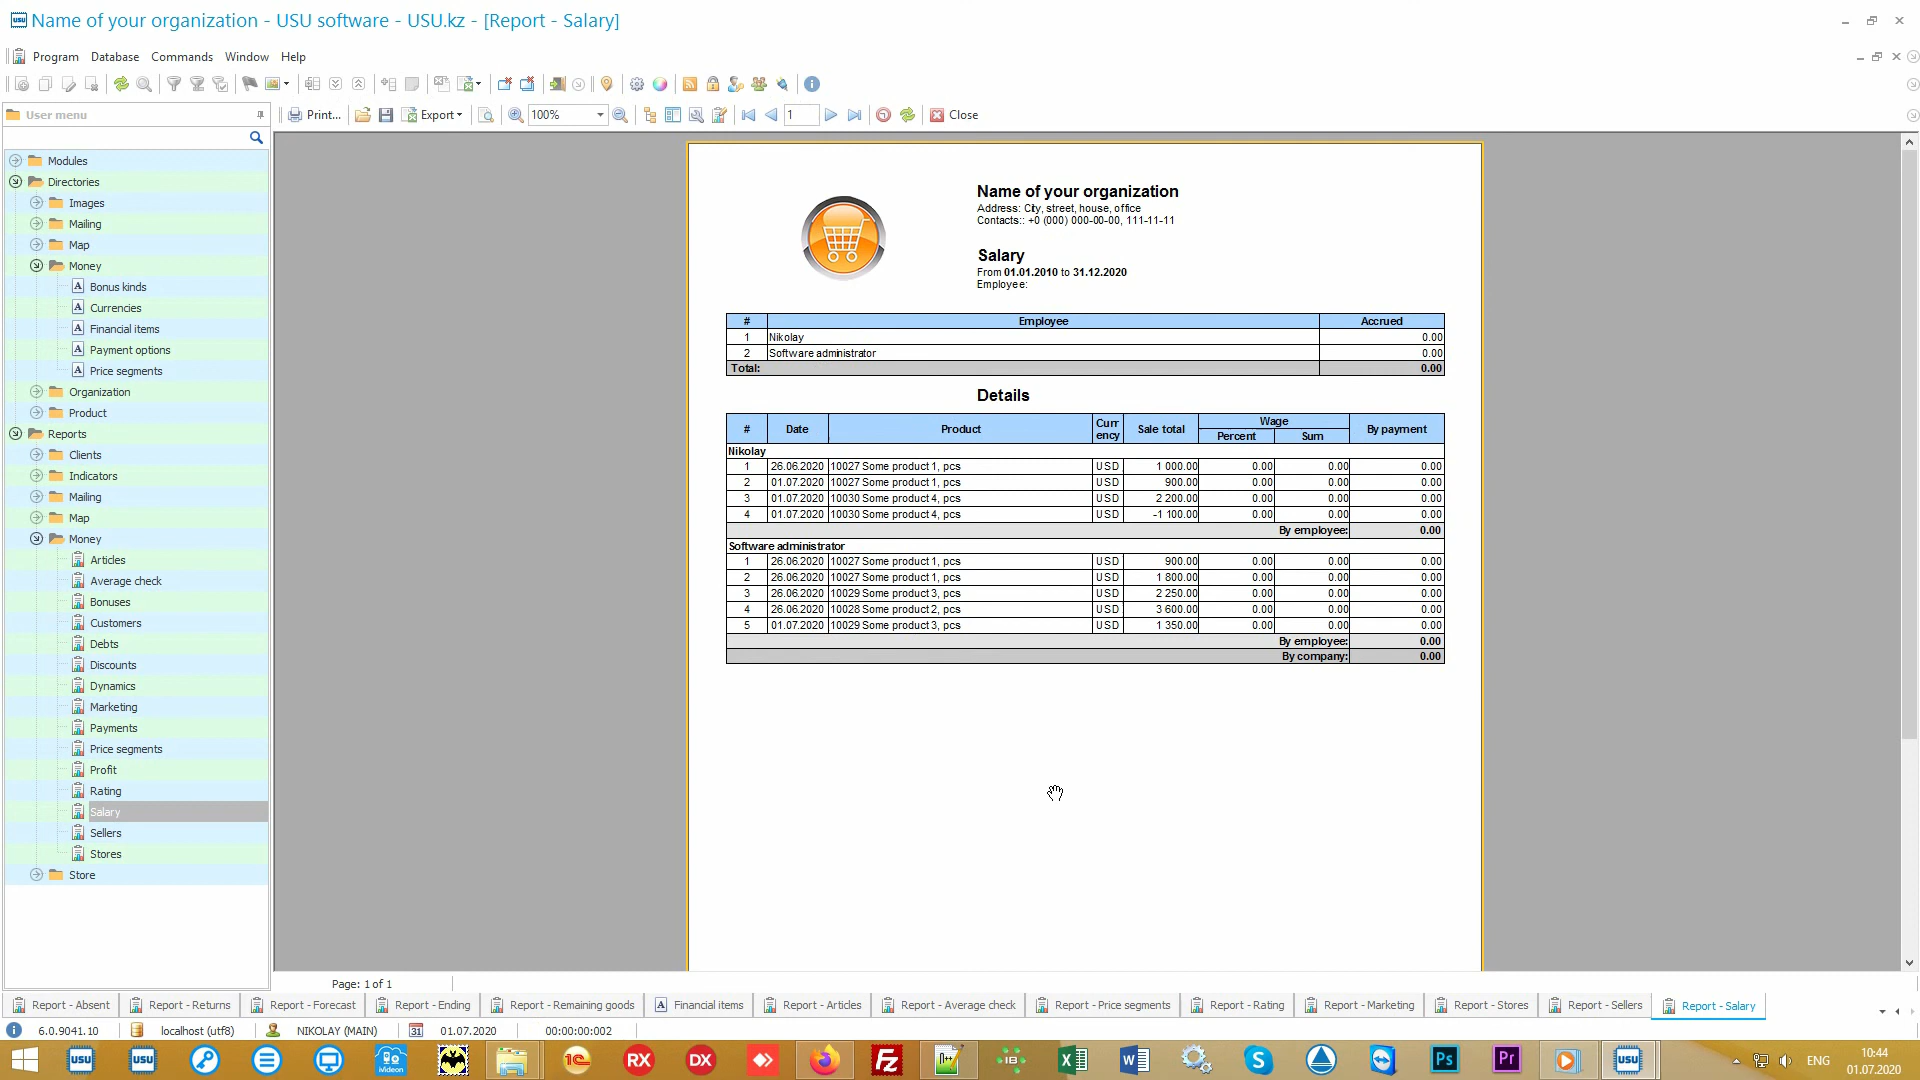 Name of your organization - USU software - USU.kz - [Report - Salary]
Program Database Commands Window Help
User menu
Print... Export 100% 1 Close
Modules
Directories
Images
Mailing
Map
Money
Bonus kinds
Currencies
Financial items
Payment options
Price segments
Organization
Product
Reports
Clients
Indicators
Mailing
Map
Money
Articles
Average check
Bonuses
Customers
Debts
Discounts
Dynamics
Marketing
Payments
Price segments
Profit
Rating
Salary
Sellers
Stores
Store
Name of your organization
Address: City, street, house, office
Contacts:: +0 (000) 000-00-00, 111-11-11
Salary
From 01.01.2010 to 31.12.2020
Employee:
# Employee Accrued
1 Nikolay 0.00
2 Software administrator 0.00
Total: 0.00
Details
# Date Product Curr ency Sale total Wage By payment
Percent Sum
Nikolay
1 26.06.2020 10027 Some product 1, pcs USD 1 000.00 0.00 0.00 0.00
2 01.07.2020 10027 Some product 1, pcs USD 900.00 0.00 0.00 0.00
3 01.07.2020 10030 Some product 4, pcs USD 2 200.00 0.00 0.00 0.00
4 01.07.2020 10030 Some product 4, pcs USD -1 100.00 0.00 0.00 0.00
By employee: 0.00
Software administrator
1 26.06.2020 10027 Some product 1, pcs USD 900.00 0.00 0.00 0.00
2 26.06.2020 10027 Some product 1, pcs USD 1 800.00 0.00 0.00 0.00
3 26.06.2020 10029 Some product 3, pcs USD 2 250.00 0.00 0.00 0.00
4 26.06.2020 10028 Some product 2, pcs USD 3 600.00 0.00 0.00 0.00
5 01.07.2020 10029 Some product 3, pcs USD 1 350.00 0.00 0.00 0.00
By employee: 0.00
By company: 0.00
Page: 1 of 1
Report - Absent Report - Returns Report - Forecast Report - Ending Report - Remaining goods Financial items Report - Articles Report - Average check Report - Price segments Report - Rating Report - Marketing Report - Stores Report - Sellers Report - Salary
6.0.9041.10 localhost (utf8) NIKOLAY (MAIN) 31 01.07.2020 00:00:00:002
USU USU ivideon 1C RX DX FZ IB X W S Ps Pr USU ENG 10:44
01.07.2020